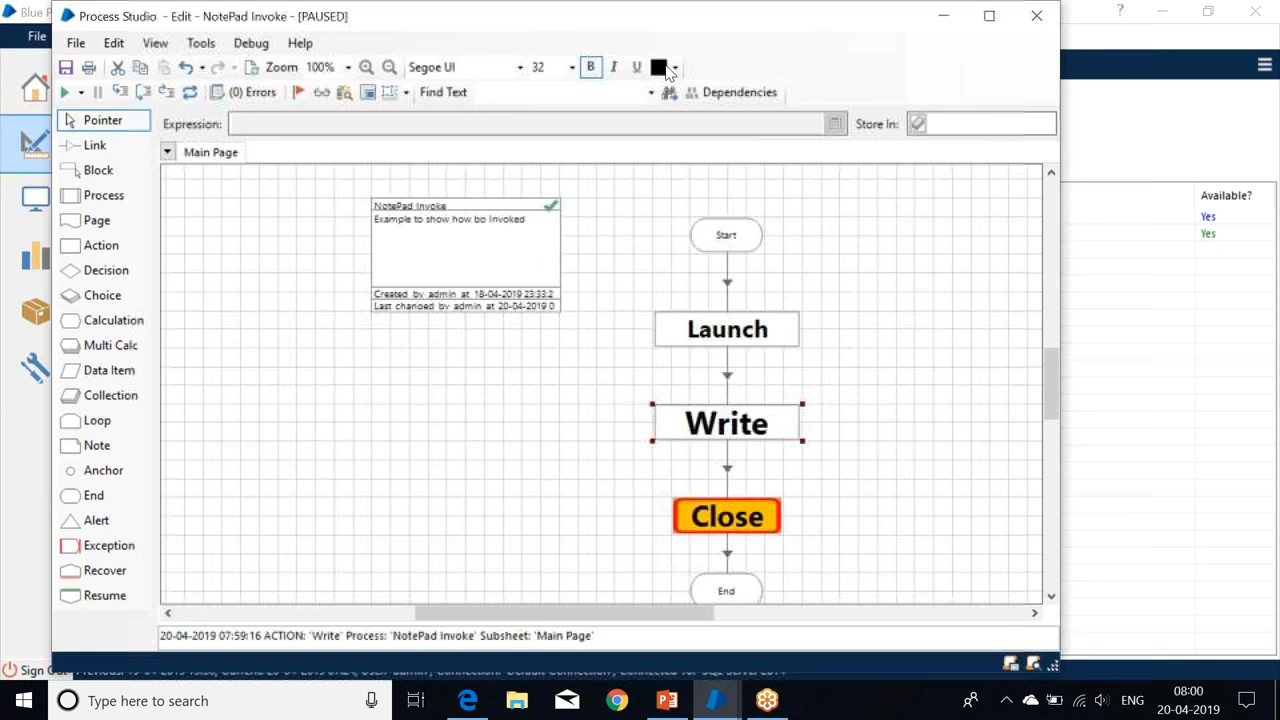 Blue P
Process Studio - Edit - NotePad Invoke - [PAUSED]
File
File Edit View Tools Debug Help
Zoom 100% Segoe UI 32 B I U
(0) Errors Find Text Dependencies
Expression: Store In:
Main Page
Pointer
Link
Block
Process
Page
Action
Decision
Choice
Calculation
Multi Calc
Data Item
Collection
Loop
Note
Anchor
End
Alert
Exception
Recover
Resume
NotePad Invoke
Example to show how bo Invoked
Created by admin at 18-04-2019 23:33:2
Last changed by admin at 20-04-2019 0
Start
Launch
Write
Close
End
Available?
Yes
Yes
20-04-2019 07:59:16 ACTION: 'Write' Process: 'NotePad Invoke' Subsheet: 'Main Page'
Sign O
Type here to search
ENG
08:00
20-04-2019